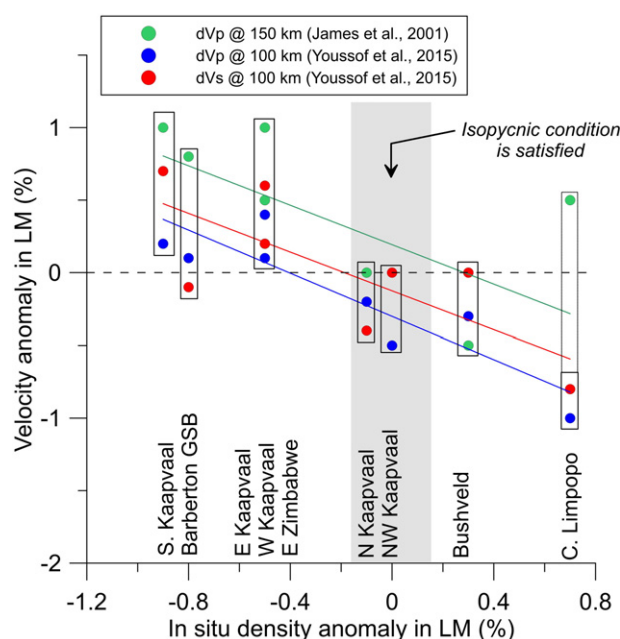 dVp @ 150 km (James et al., 2001)
dVp @ 100 km (Youssof et al., 2015)
dVs @ 100 km (Youssof et al., 2015)
Isopycnic condition
is satisfied
Velocity anomaly in LM (%)
1
0
-1
-2
S. Kaapvaal
Barberton GSB
E Kaapvaal
W Kaapvaal
E Zimbabwe
N Kaapvaal
NW Kaapvaal
Bushveld
C. Limpopo
-1.2 -0.8 -0.4 0 0.4 0.8
In situ density anomaly in LM (%)